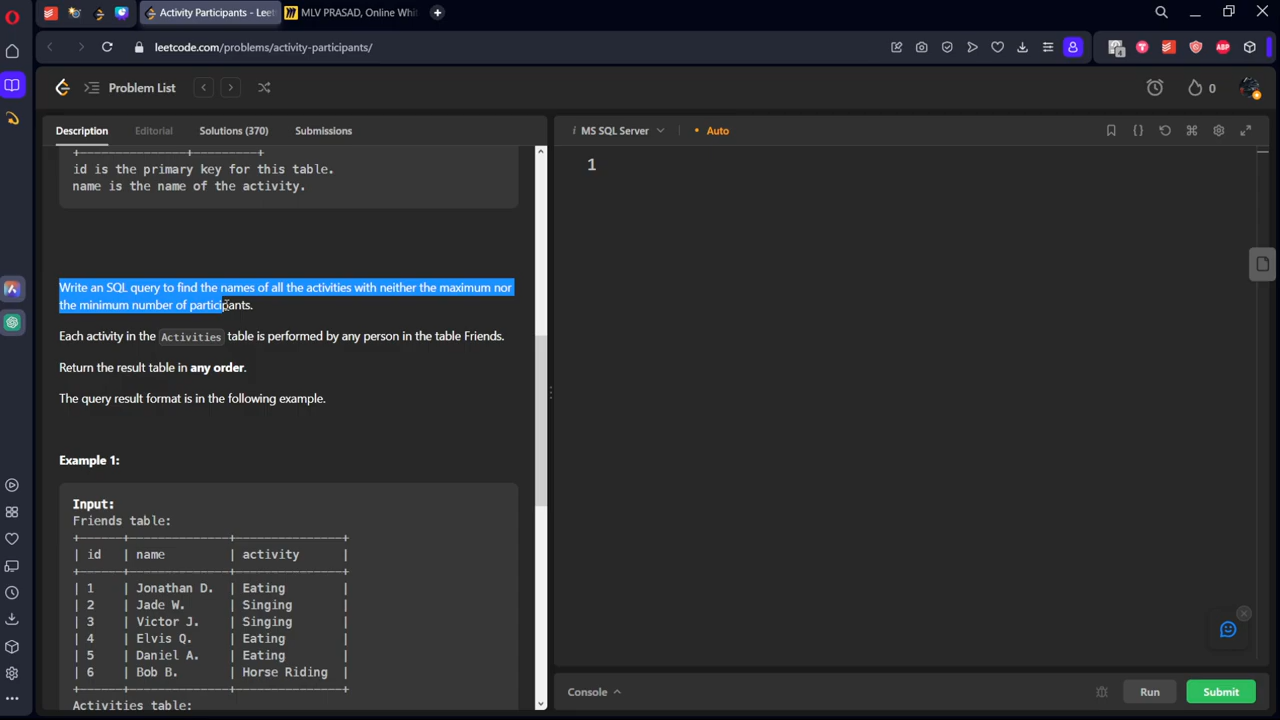 Activity Participants - Leet
MLV PRASAD, Online Whit
leetcode.com/problems/activity-participants/
4
ABP
Problem List
0
Description
Editorial
Solutions (370)
Submissions
i MS SQL Server
• Auto
+---------------+---------+
id is the primary key for this table.
name is the name of the activity.
1
Write an SQL query to find the names of all the activities with neither the maximum nor
the minimum number of participants.
Each activity in the Activities table is performed by any person in the table Friends.
Return the result table in any order.
The query result format is in the following example.
Example 1:
Input:
Friends table:
+------+--------------+---------------+
| id | name | activity |
+------+--------------+---------------+
| 1 | Jonathan D. | Eating |
| 2 | Jade W. | Singing |
| 3 | Victor J. | Singing |
| 4 | Elvis Q. | Eating |
| 5 | Daniel A. | Eating |
| 6 | Bob B. | Horse Riding |
+------+--------------+---------------+
Activities table:
Console
Run
Submit